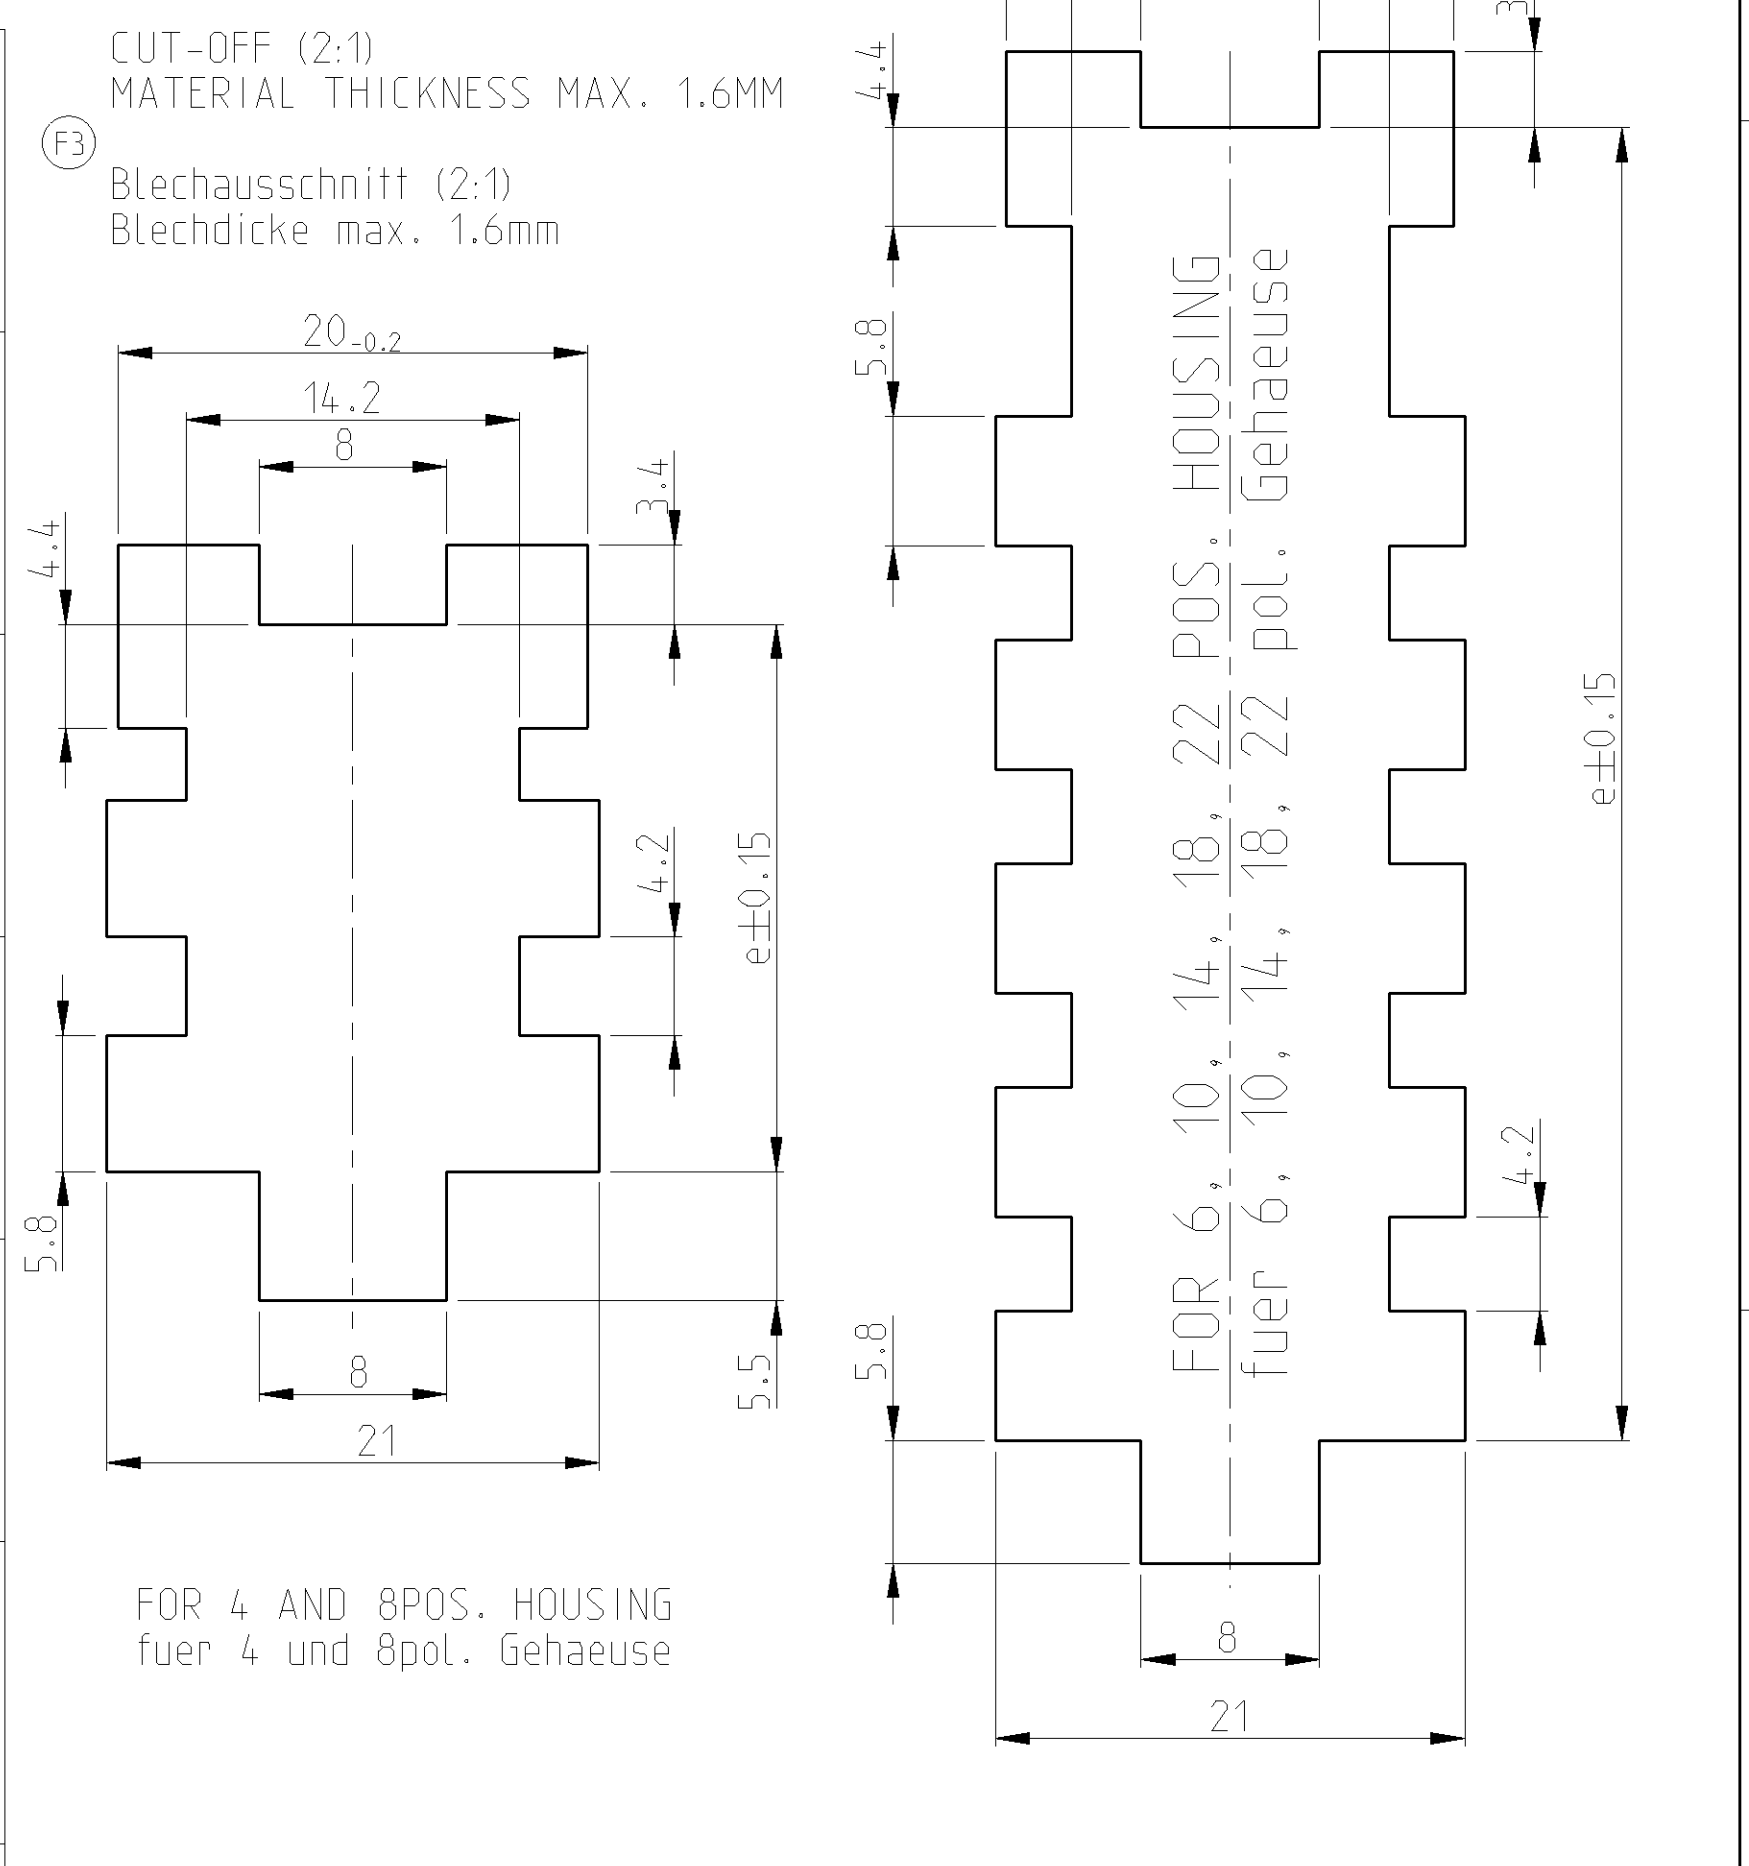 CUT-OFF (2:1)
MATERIAL THICKNESS MAX. 1.6MM
F3
Blechausschnitt (2:1)
Blechdicke max. 1.6mm
20-0.2
14.2
8
3.4
4.4
4.2
e±0.15
5.8
5.5
8
21
FOR 4 AND 8POS. HOUSING
fuer 4 und 8pol. Gehaeuse
3
4.4
5.8
FOR 6, 10, 14, 18, 22 POS. HOUSING
fuer 6, 10, 14, 18, 22 pol. Gehaeuse
e±0.15
4.2
5.8
8
21